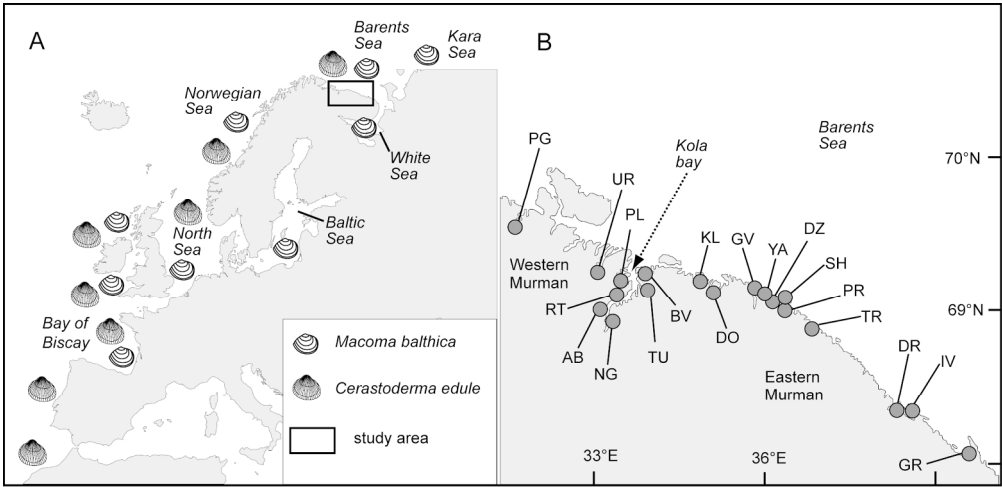 A
Barents
Sea
Kara
Sea
Norwegian
Sea
White
Sea
Baltic
Sea
North
Sea
Bay of
Biscay
Macoma balthica
Cerastoderma edule
study area
B
Barents
Sea
Kola
bay
70°N
69°N
PG
UR
PL
KL
GV
YA
DZ
SH
PR
TR
Western
Murman
RT
AB
NG
TU
BV
DO
DR
IV
Eastern
Murman
GR
33°E
36°E